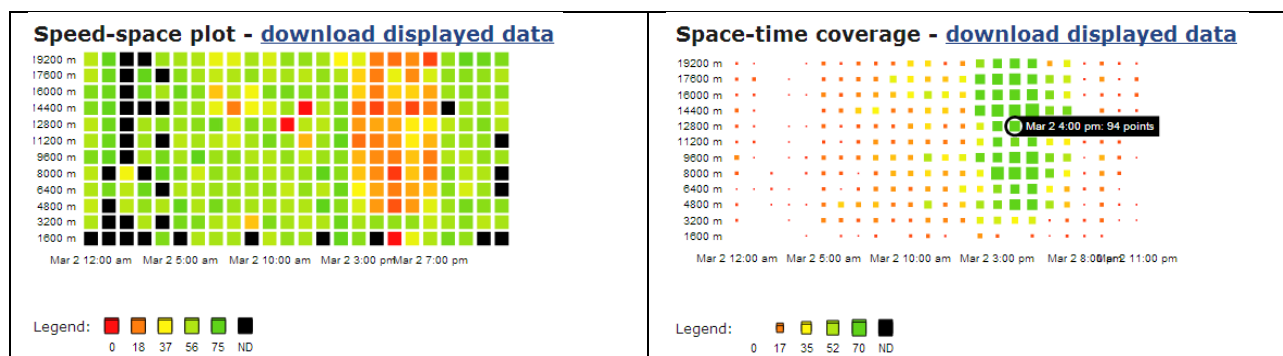 Speed-space plot - download displayed data
19200 m
17600 m
16000 m
14400 m
12800 m
11200 m
9600 m
8000 m
6400 m
4800 m
3200 m
1600 m
Mar 2 12:00 am Mar 2 5:00 am Mar 2 10:00 am Mar 2 3:00 pm Mar 2 7:00 pm
Legend:
0 18 37 56 75 ND
Space-time coverage - download displayed data
19200 m
17600 m
16000 m
14400 m
12800 m
Mar 2 4:00 pm: 94 points
11200 m
9600 m
8000 m
6400 m
4800 m
3200 m
1600 m
Mar 2 12:00 am Mar 2 5:00 am Mar 2 10:00 am Mar 2 3:00 pm Mar 2 8:00 pm Mar 2 11:00 pm
Legend:
0 17 35 52 70 ND